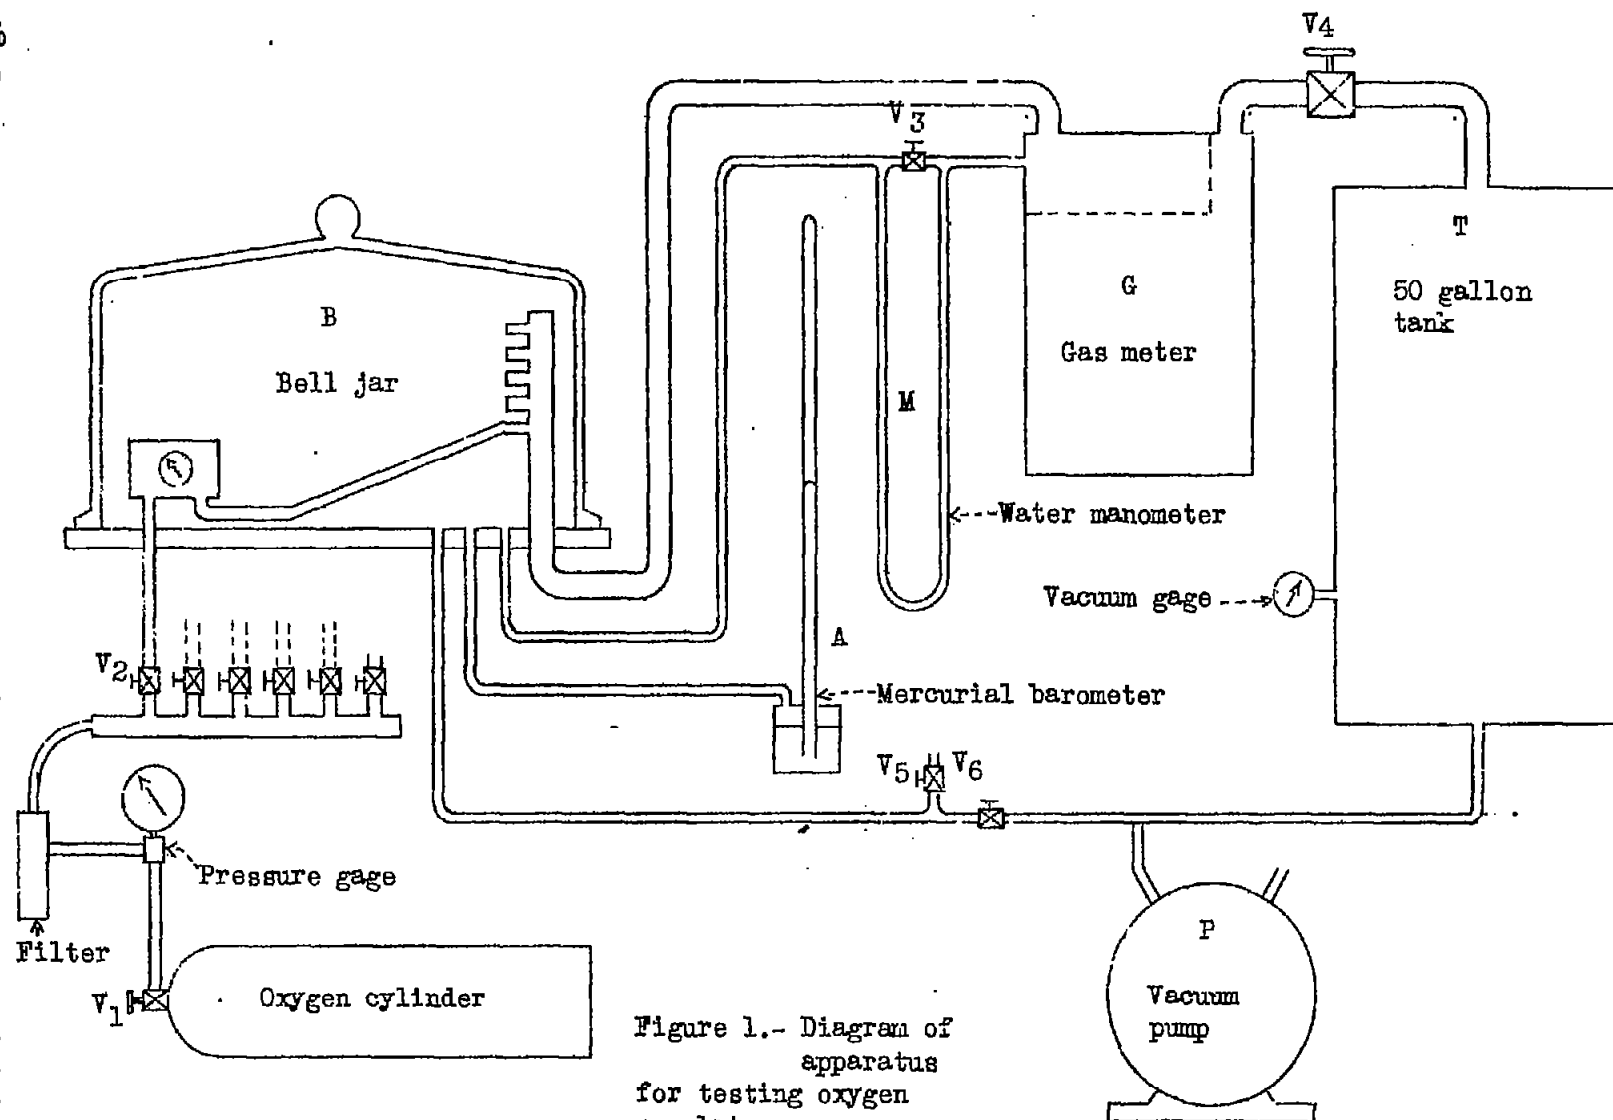 V4
V3
T
50 gallon
tank
B
Bell jar
G
Gas meter
M
Water manometer
Vacuum gage
A
V2
Mercurial barometer
V5 V6
Pressure gage
Filter
P
Vacuum
pump
V1
Oxygen cylinder
Figure 1.- Diagram of
apparatus
for testing oxygen